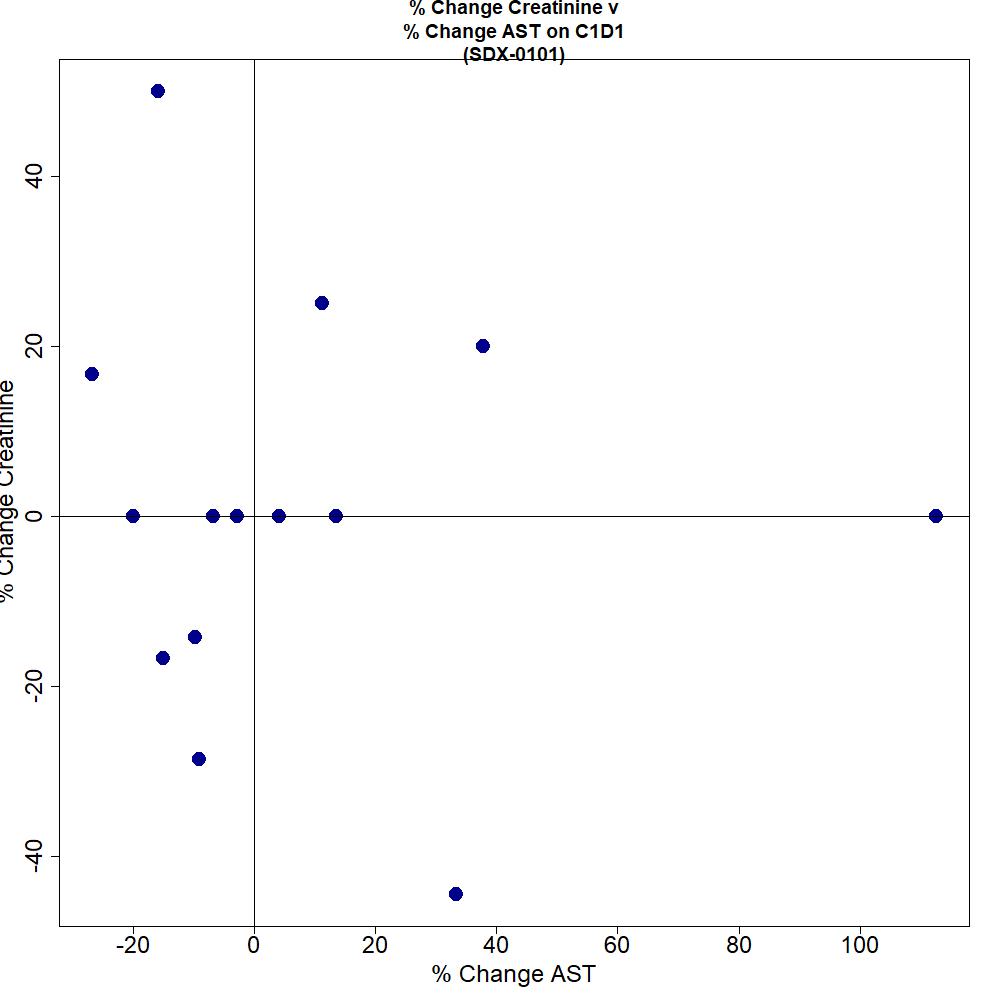 % Change Creatinine v
% Change AST on C1D1
(SDX-0101)
% Change Creatinine
40
20
0
-20
-40
-20
0
20
40
60
80
100
% Change AST